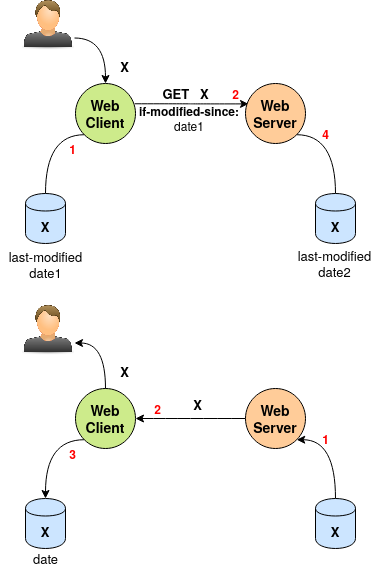 X
Web
Client
GET X 2
if-modified-since:
date1
Web
Server
1
4
X
last-modified
date1
X
last-modified
date2
X
Web
Client
2
X
Web
Server
3
1
X
date
X